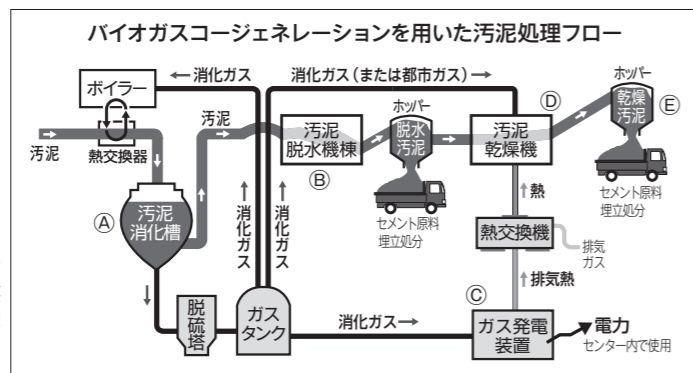 バイオガスコージェネレーションを用いた汚泥処理フロー
ボイラー
←消化ガス
消化ガス(または都市ガス)→
ホッパー
乾燥
汚泥
Ⓔ
Ⓓ
ホッパー
脱水
汚泥
汚泥
汚泥
熱交換器
汚泥
脱水機棟
Ⓑ
汚泥
乾燥機
セメント原料
埋立処分
セメント原料
埋立処分
Ⓐ
汚泥
消化槽
消化ガス→
消化ガス→
↑熱
熱交換機
排気
ガス
↑排気熱
Ⓒ
脱硫塔
ガス
タンク
消化ガス→
ガス発電
装置
電力
センター内で使用